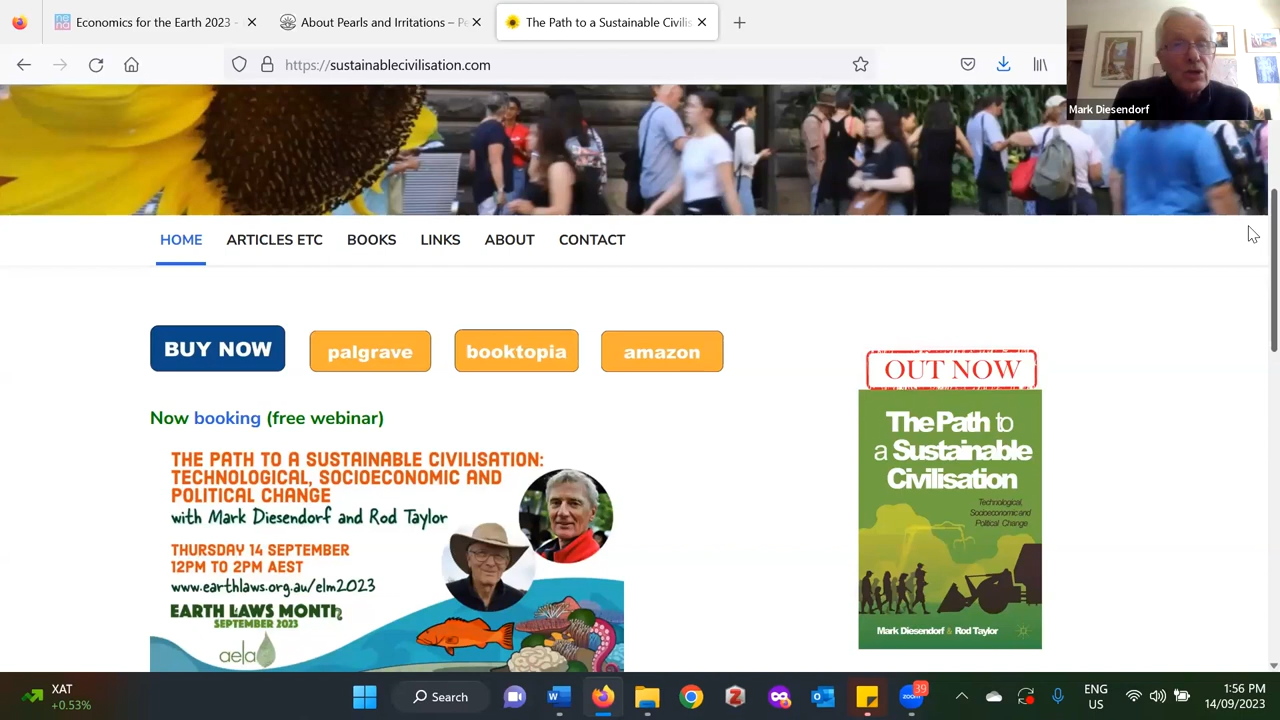 Economics for the Earth 2023 -
About Pearls and Irritations – Pe
The Path to a Sustainable Civilis
https://sustainablecivilisation.com
Mark Diesendorf
HOME ARTICLES ETC BOOKS LINKS ABOUT CONTACT
BUY NOW palgrave booktopia amazon
Now booking (free webinar)
THE PATH TO A SUSTAINABLE CIVILISATION:
TECHNOLOGICAL, SOCIOECONOMIC AND
POLITICAL CHANGE
with Mark Diesendorf and Rod Taylor
THURSDAY 14 SEPTEMBER
12PM TO 2PM AEST
www.earthlaws.org.au/elm2023
EARTH LAWS MONTH
SEPTEMBER 2023
aela
OUT NOW
The Path to
a Sustainable
Civilisation
Technological,
Socioeconomic and
Political Change
Mark Diesendorf & Rod Taylor
XAT
+0.53%
Search
39
ENG
US
1:56 PM
14/09/2023